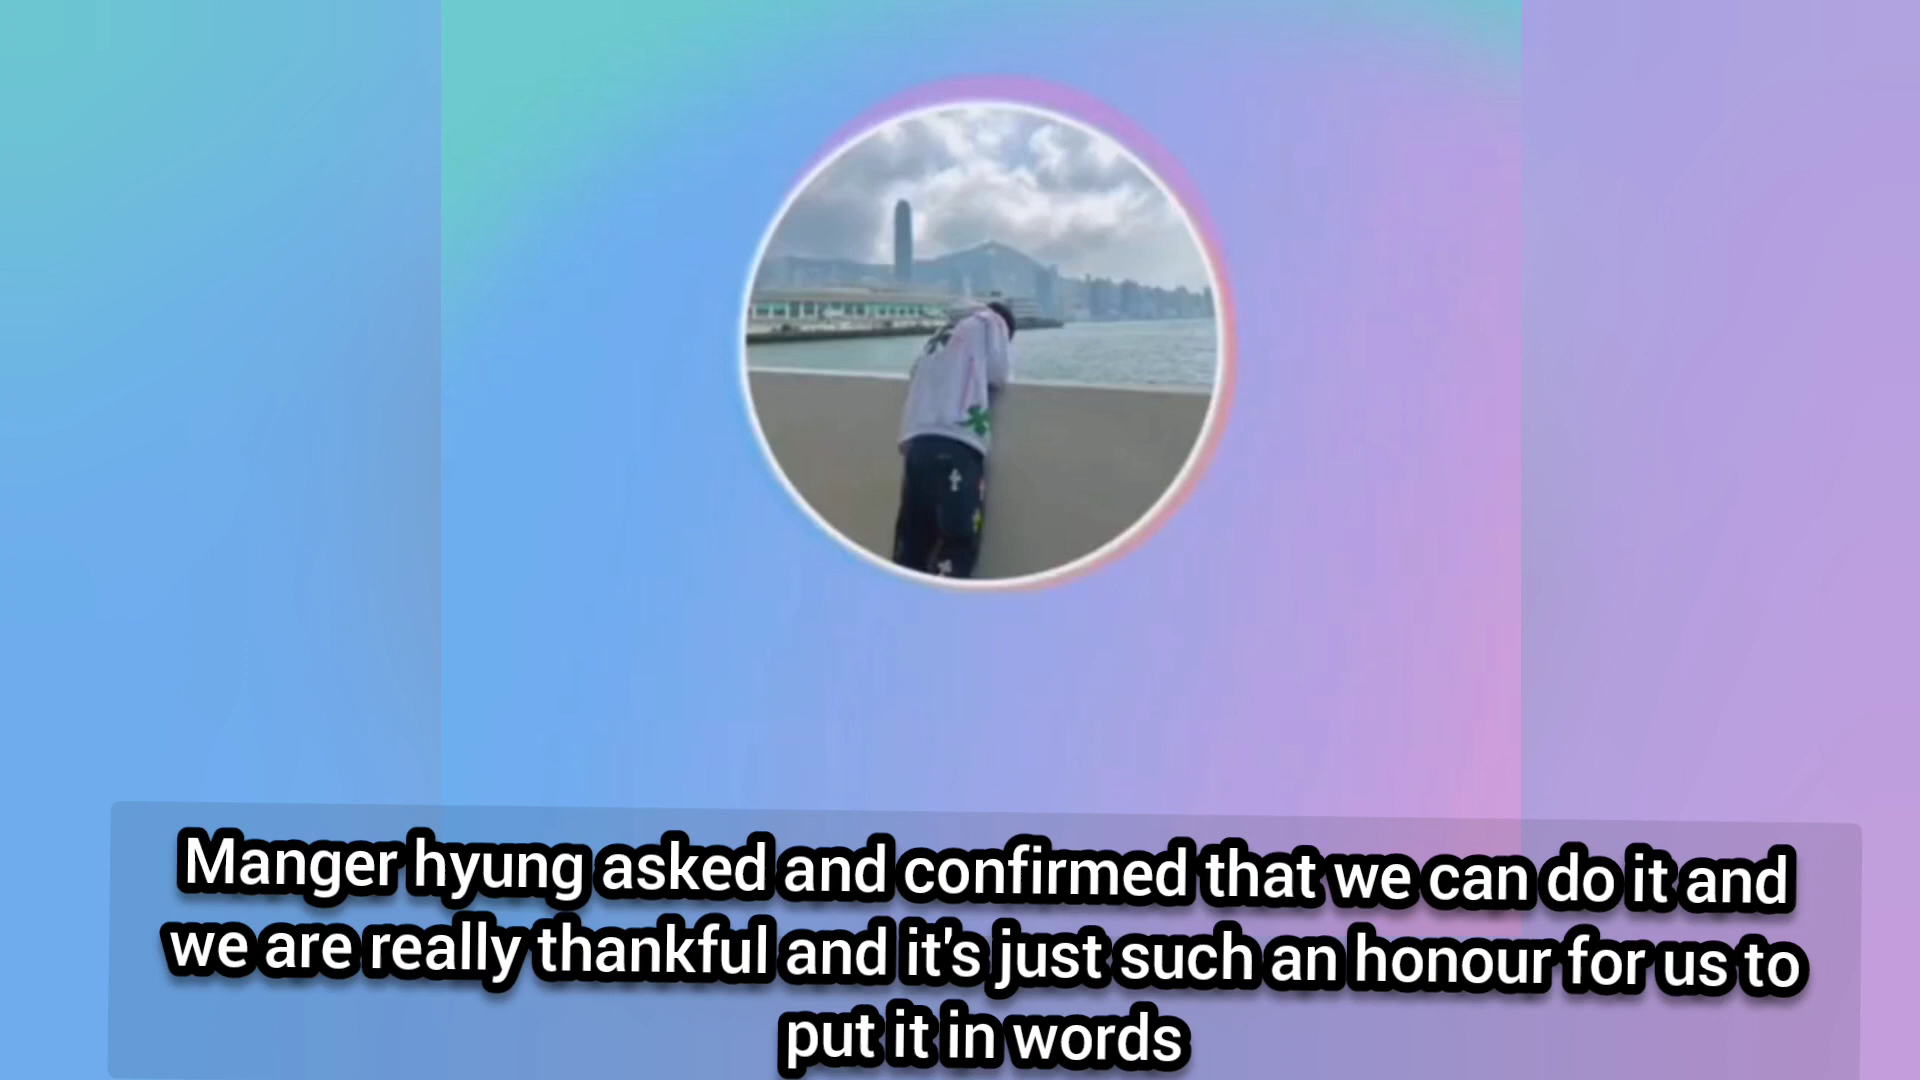 Manger hyung asked and confirmed that we can do it and
we are really thankful and it's just such an honour for us to
put it in words